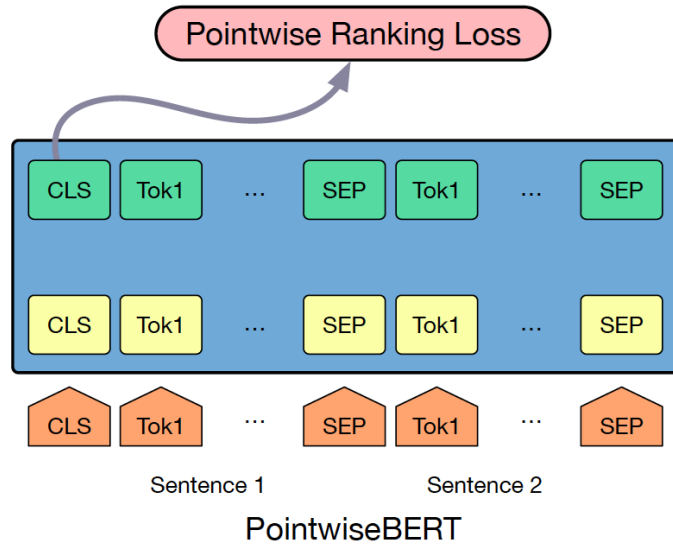 Pointwise Ranking Loss
CLS Tok1 ... SEP Tok1 ... SEP
CLS Tok1 ... SEP Tok1 ... SEP
CLS Tok1 ... SEP Tok1 ... SEP
Sentence 1 Sentence 2
PointwiseBERT